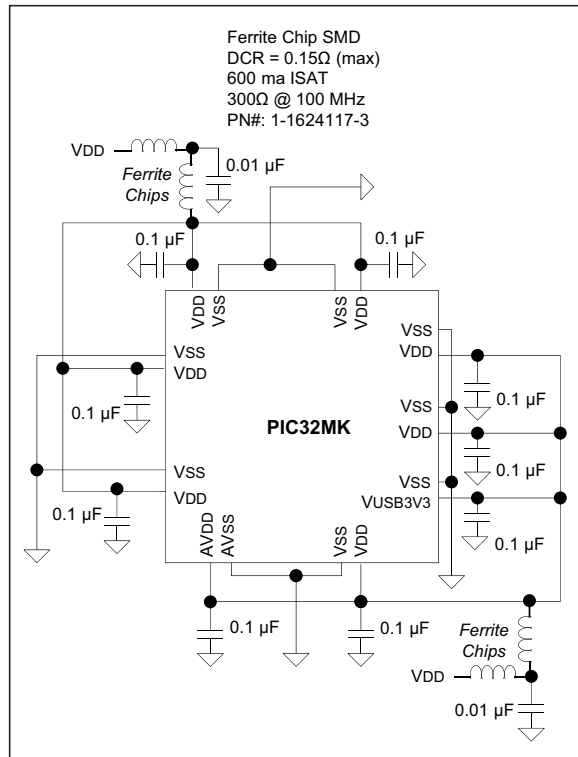 Ferrite Chip SMD
DCR = 0.15Ω (max)
600 ma ISAT
300Ω @ 100 MHz
PN#: 1-1624117-3
VDD
0.01 µF
Ferrite
Chips
0.1 µF
0.1 µF
VDD
VSS
VSS
VDD
VSS
VDD
VSS
VDD
0.1 µF
0.1 µF
VSS
VDD
0.1 µF
PIC32MK
VSS
VDD
VSS
VUSB3V3
0.1 µF
0.1 µF
AVDD
AVSS
VSS
VDD
0.1 µF
0.1 µF
Ferrite
Chips
VDD
0.01 µF